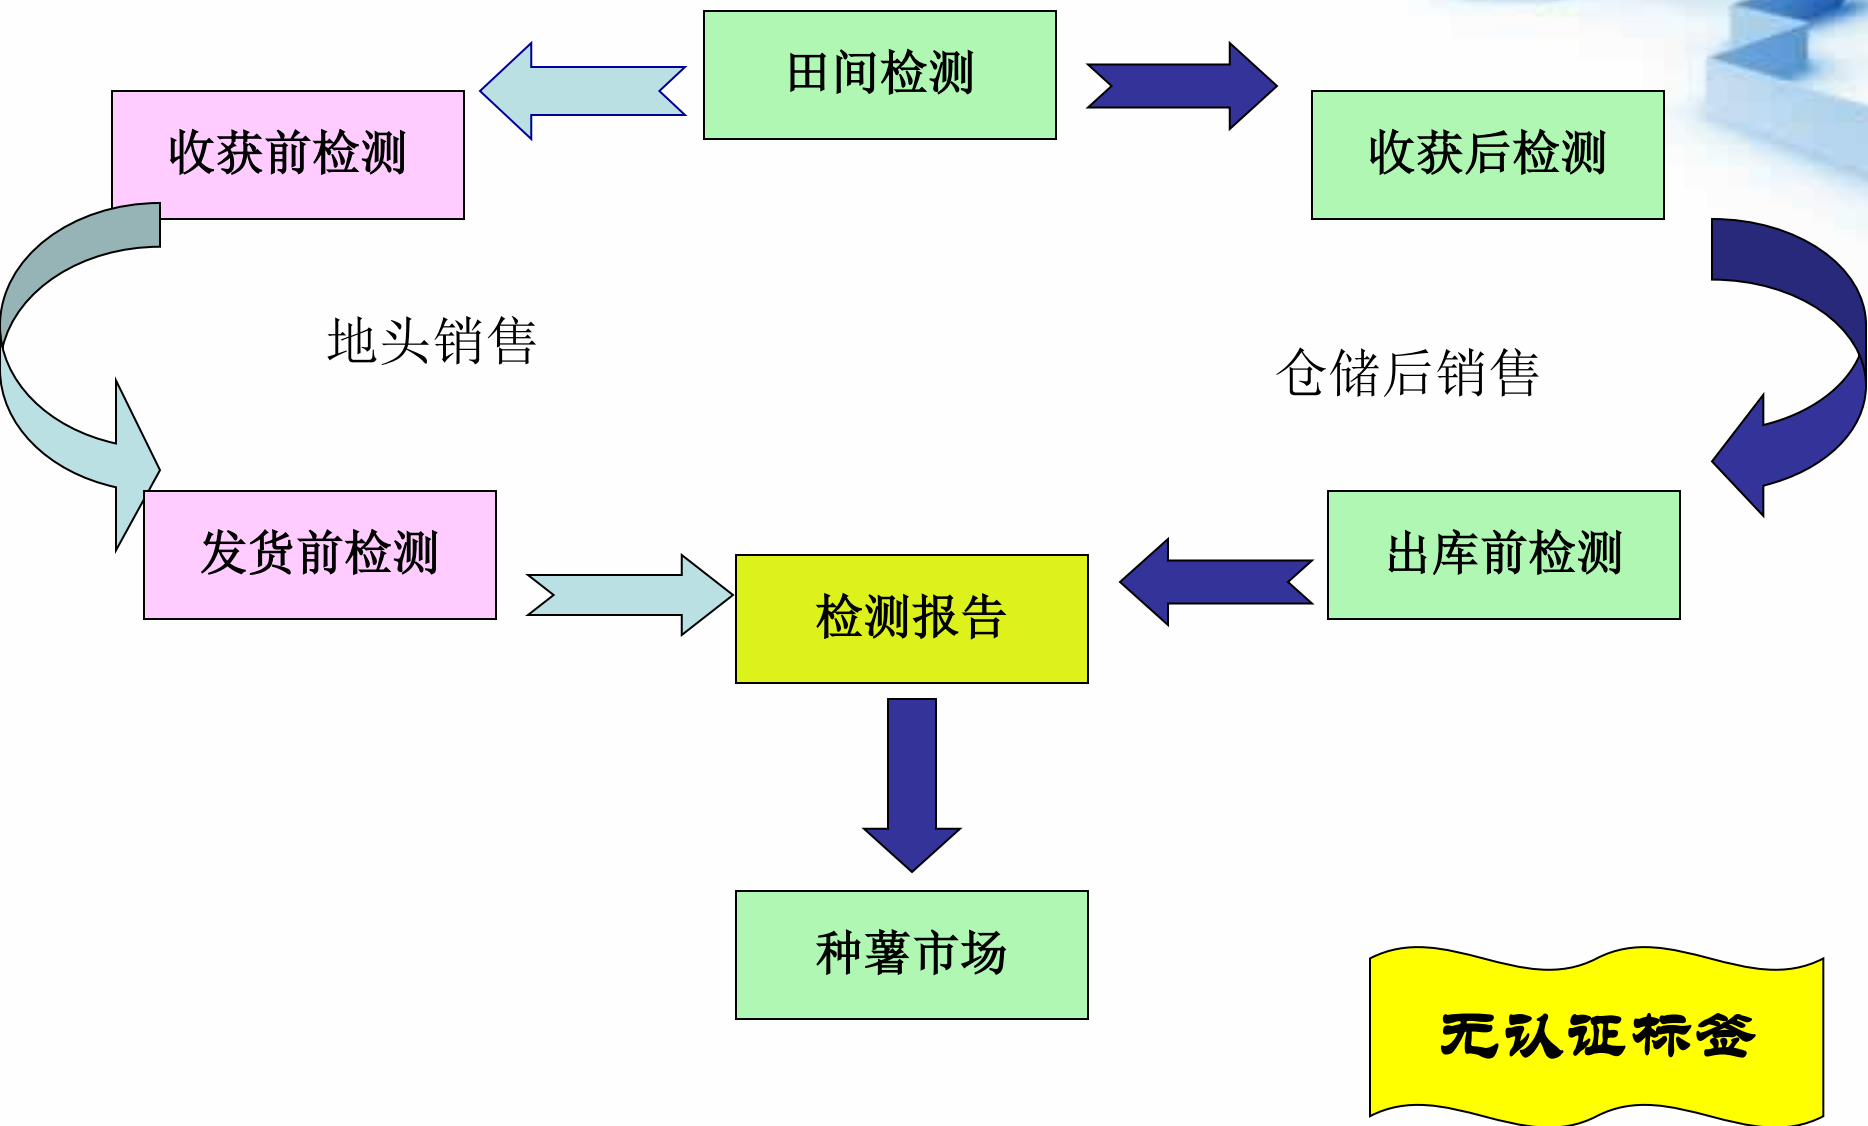 田间检测
收获前检测
收获后检测
地头销售
仓储后销售
发货前检测
出库前检测
检测报告
种薯市场
无认证标签